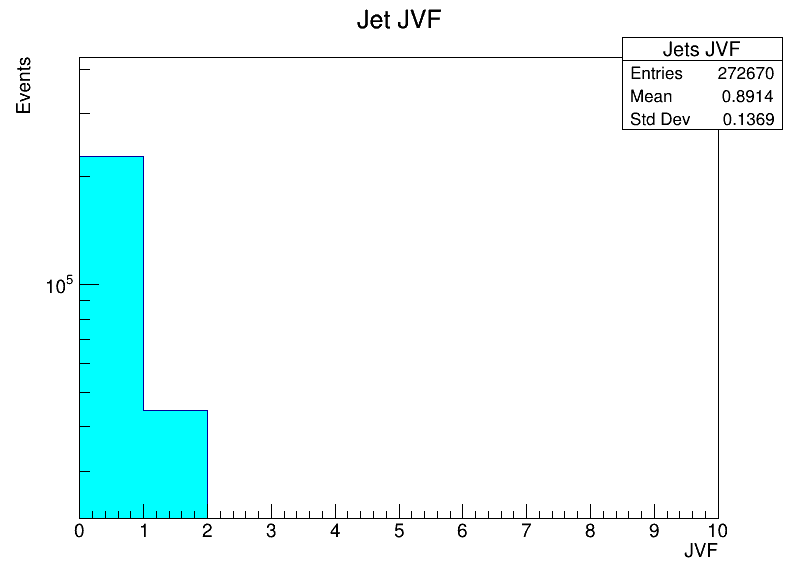 Jet JVF
Jets JVF
Entries 272670
Mean 0.8914
Std Dev 0.1369
Events
10^5
0 1 2 3 4 5 6 7 8 9 10
JVF